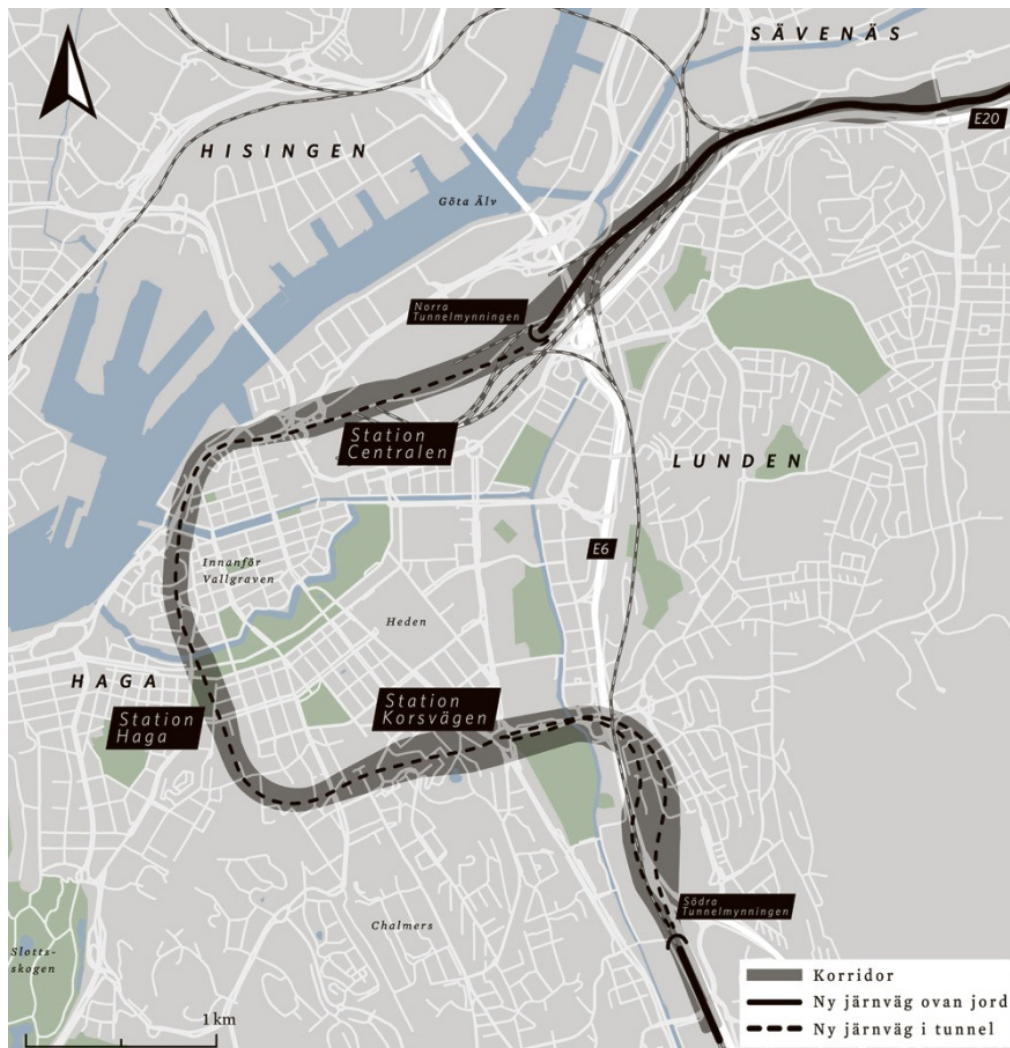 SÄVENÄS
E20
HISINGEN
Göta Älv
Norra
Tunnelmynningen
Station
Centralen
LUNDEN
E6
Innanför
Vallgraven
Heden
HAGA
Station
Haga
Station
Korsvägen
Södra
Tunnelmynningen
Chalmers
Slotts-
skogen
1 km
Korridor
Ny järnväg ovan jord
Ny järnväg i tunnel